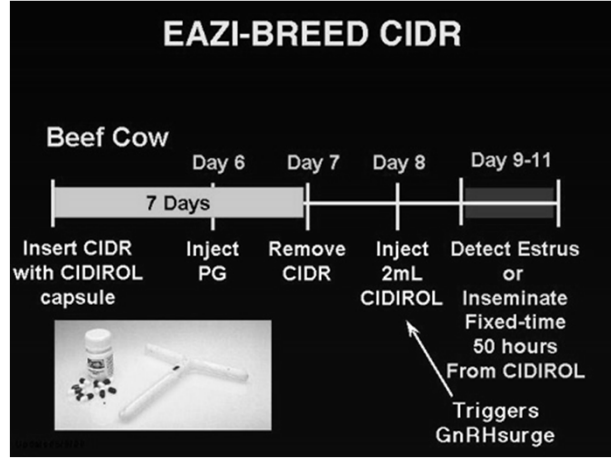 EAZI-BREED CIDR
Beef Cow
Day 6
Day 7
Day 8
Day 9-11
7 Days
Insert CIDR
with CIDIROL
capsule
Inject
PG
Remove
CIDR
Inject
2mL
CIDIROL
Detect Estrus
or
Inseminate
Fixed-time
50 hours
From CIDIROL
Triggers
GnRHsurge